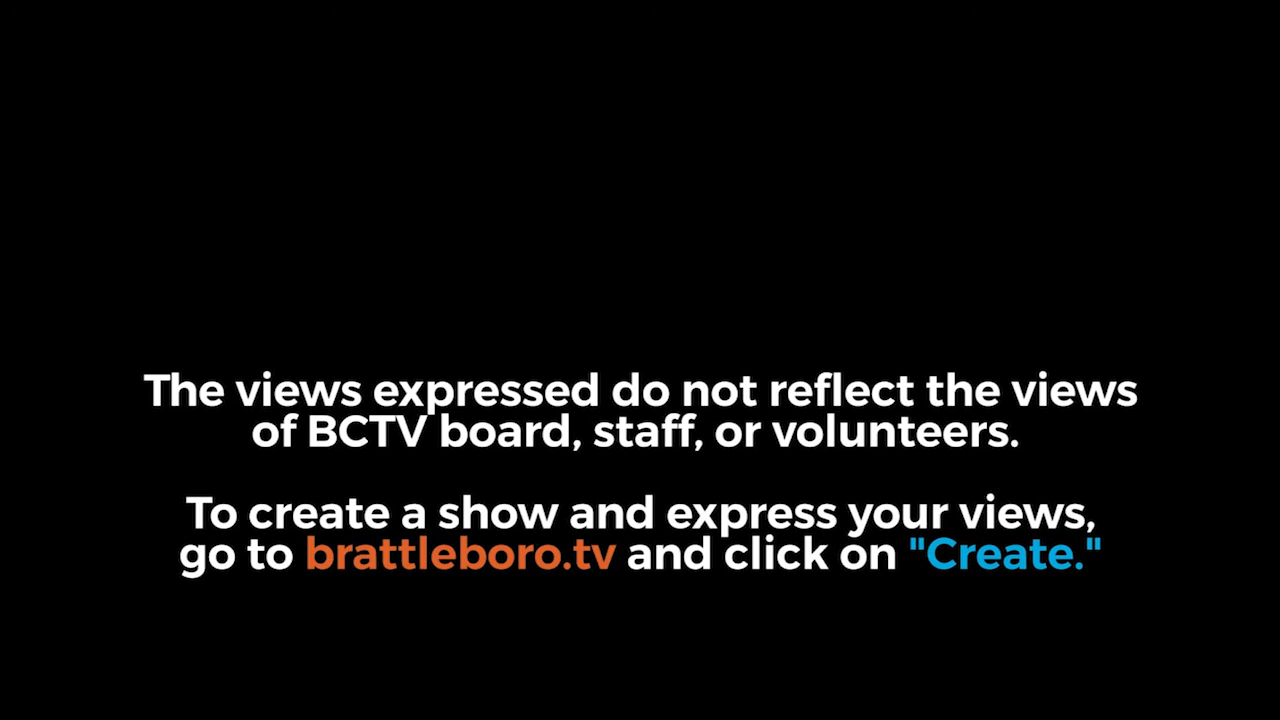 The views expressed do not reflect the views
of BCTV board, staff, or volunteers.
To create a show and express your views,
go to brattleboro.tv and click on "Create."